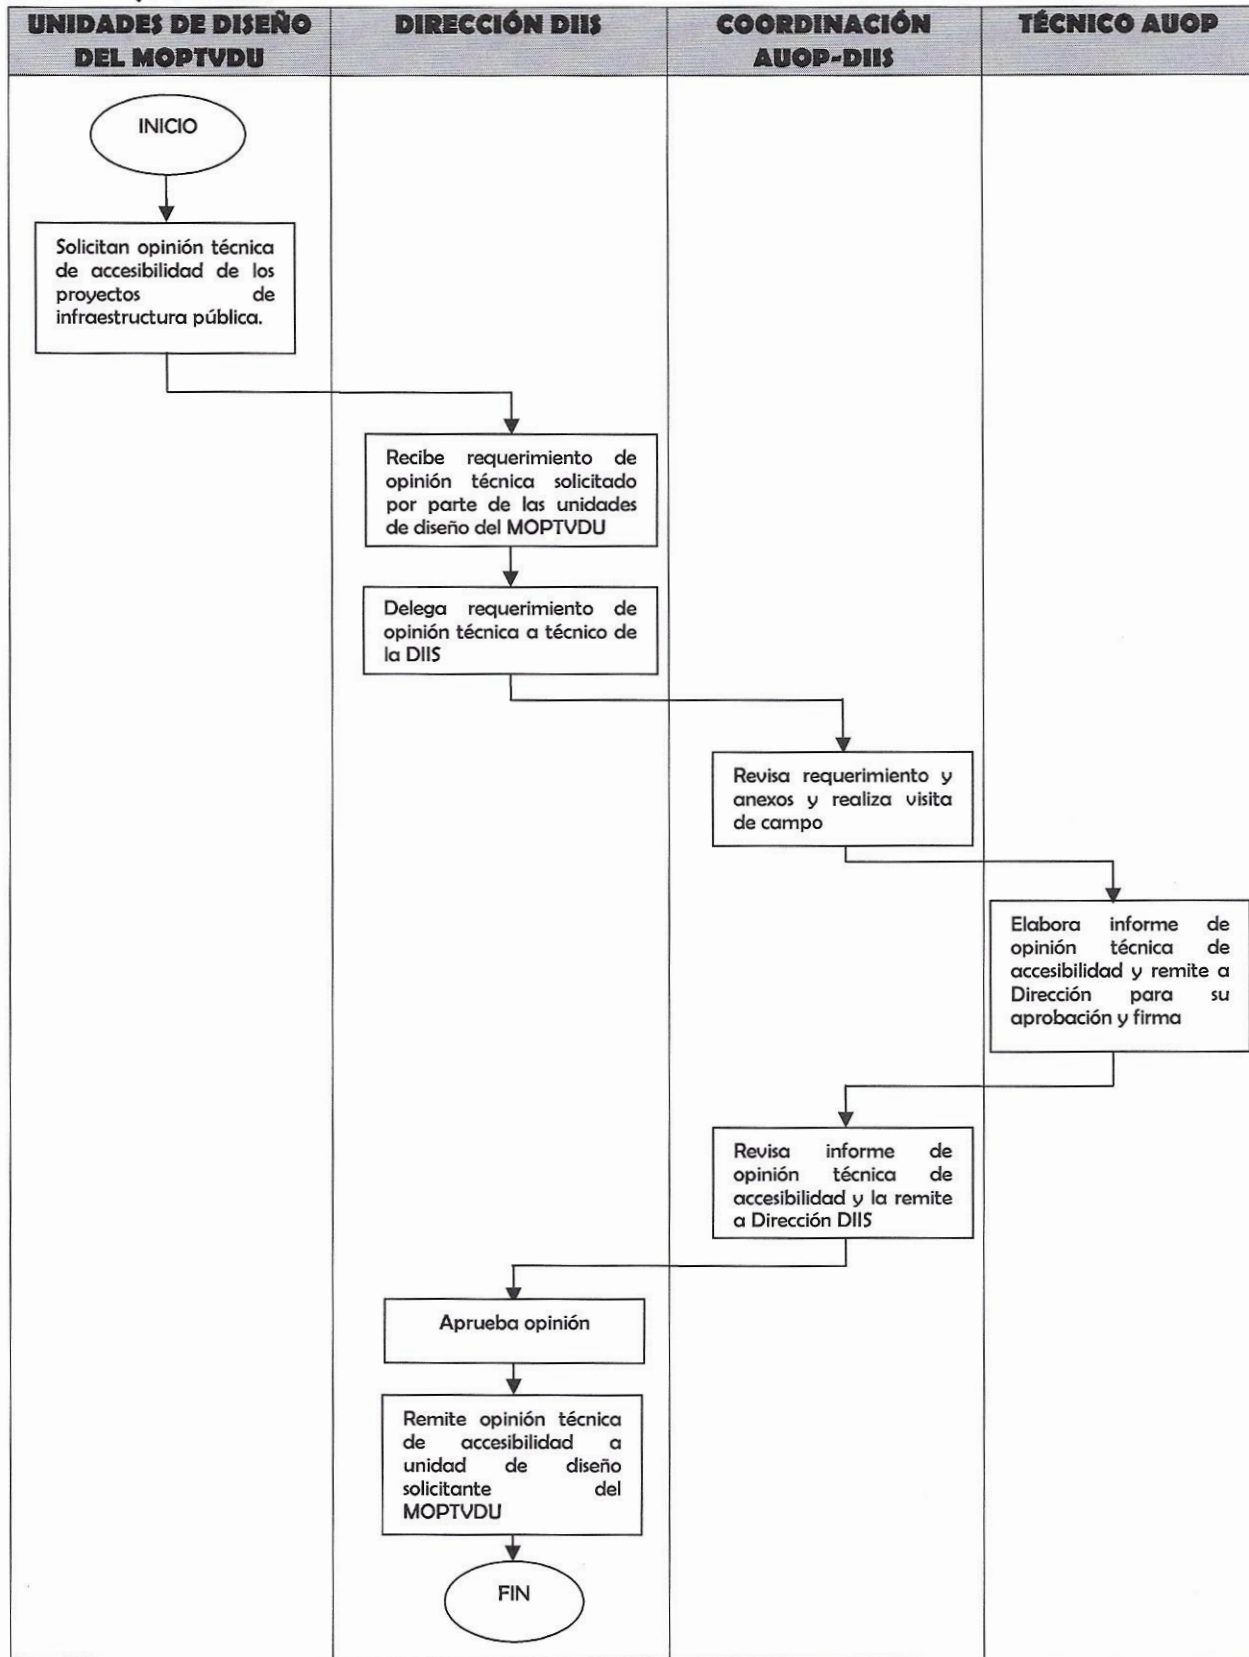 UNIDADES DE DISEÑO
DEL MOPTVDU
DIRECCIÓN DIIS
COORDINACIÓN
AUOP-DIIS
TÉCNICO AUOP
INICIO
Solicitan opinión técnica
de accesibilidad de los
proyectos de
infraestructura pública.
Recibe requerimiento de
opinión técnica solicitado
por parte de las unidades
de diseño del MOPTVDU
Delega requerimiento de
opinión técnica a técnico de
la DIIS
Revisa requerimiento y
anexos y realiza visita
de campo
Elabora informe de
opinión técnica de
accesibilidad y remite a
Dirección para su
aprobación y firma
Revisa informe de
opinión técnica de
accesibilidad y la remite
a Dirección DIIS
Aprueba opinión
Remite opinión técnica
de accesibilidad a
unidad de diseño
solicitante del
MOPTVDU
FIN